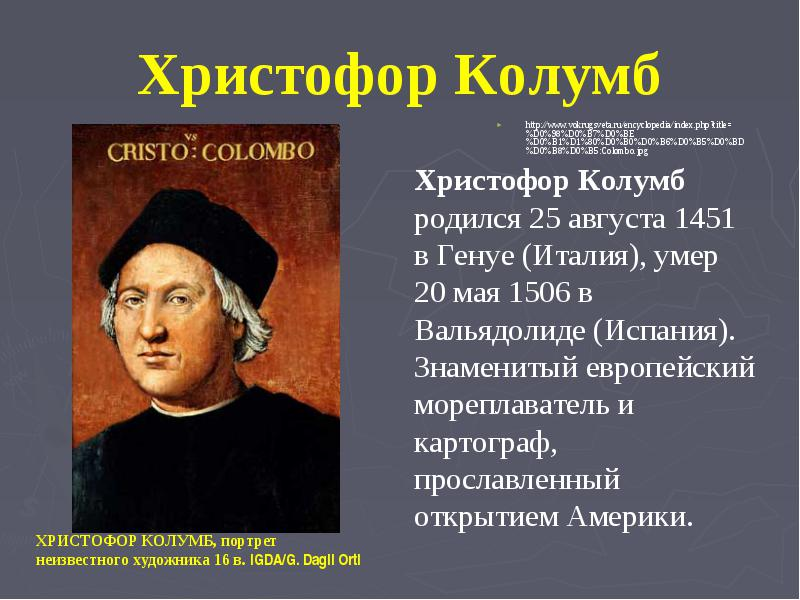 Христофор Колумб
vs
CRISTO: COLOMBO
http://www.vokrugsveta.ru/encyclopedia/index.php?title=
%D0%98%D0%B7%D0%BE
%D0%B1%D1%80%D0%B0%D0%B6%D0%B5%D0%BD
%D0%B8%D0%B5:Colombo.jpg
Христофор Колумб
родился 25 августа 1451
в Генуе (Италия), умер
20 мая 1506 в
Вальядолиде (Испания).
Знаменитый европейский
мореплаватель и
картограф,
прославленный
открытием Америки.
ХРИСТОФОР КОЛУМБ, портрет
неизвестного художника 16 в. IGDA/G. Dagli Orti